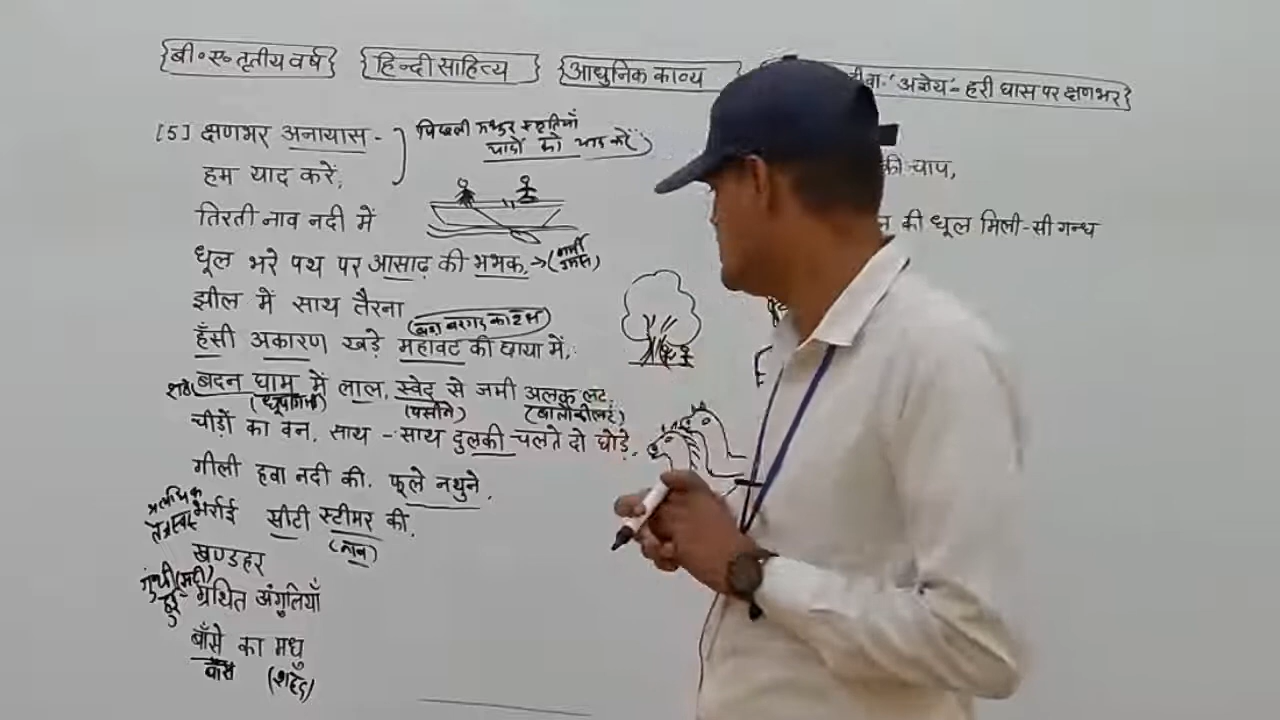 {बी॰ए॰तृतीय वर्ष} {हिन्दी साहित्य} {आधुनिक काव्य 'अज्ञेय'- हरी घास पर क्षणभर}
[5] क्षणभर अनायास -
पिछली मधुर स्मृतियाँ
यादों को याद करें
हम याद करें,
तिरती नाव नदी में
धूल भरे पथ पर आसाढ़ की भभक, → (गर्मी उमस)
झील में साथ तैरना
हँसी अकारण खड़े महावट की छाया में,
बदन घाम में लाल, स्वेद से जमी अलक लट,
(पसीने) (बालों की लटें)
चीड़ों का वन, साथ - साथ दुलकी चलते दो घोड़े,
गीली हवा नदी की, फूले नथुने,
भर्राई सीटी स्टीमर की,
(नाव)
खण्डहर
ग्रथित अंगुलियाँ
बाँसे का मधु
(शहद)
की चाप,
की धूल मिली-सी गन्ध